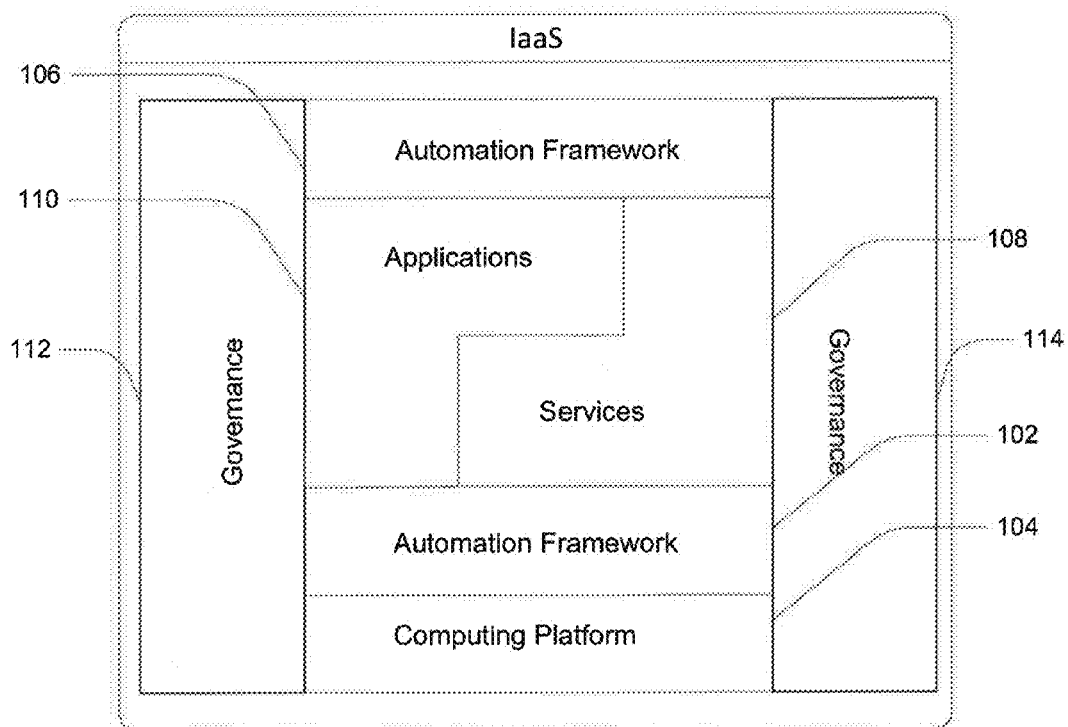 IaaS
106
Automation Framework
110
Applications
108
112
Governance
Governance
114
Services
102
Automation Framework
104
Computing Platform